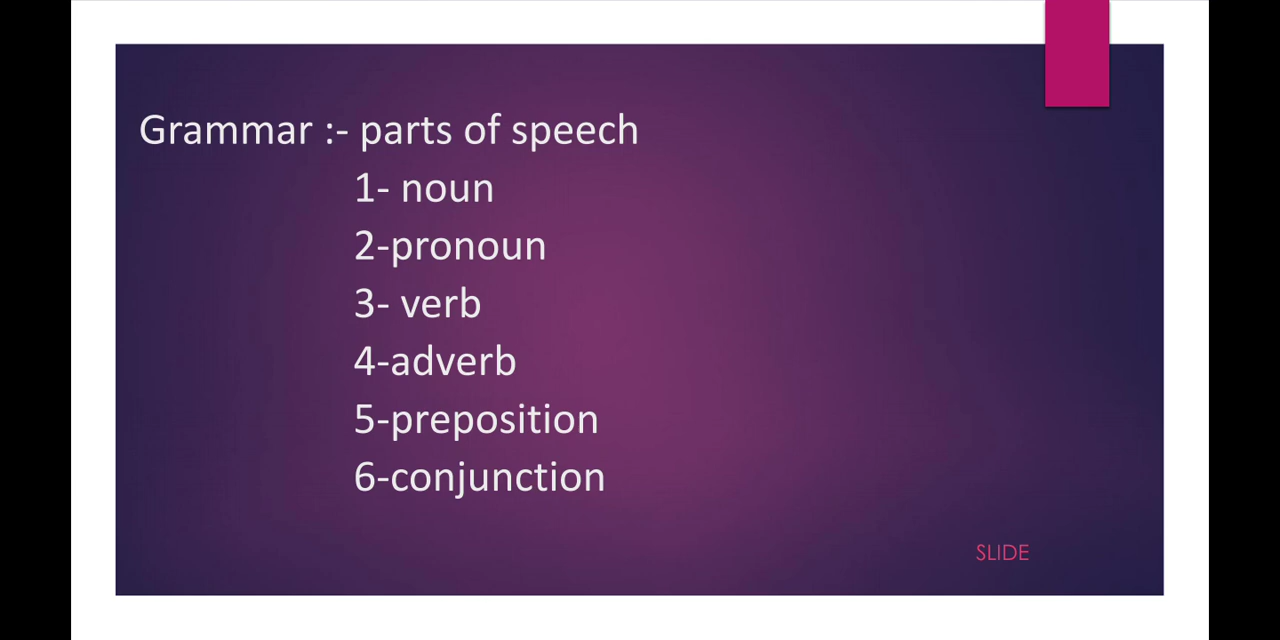 Grammar :- parts of speech
1- noun
2-pronoun
3- verb
4-adverb
5-preposition
6-conjunction
SLIDE